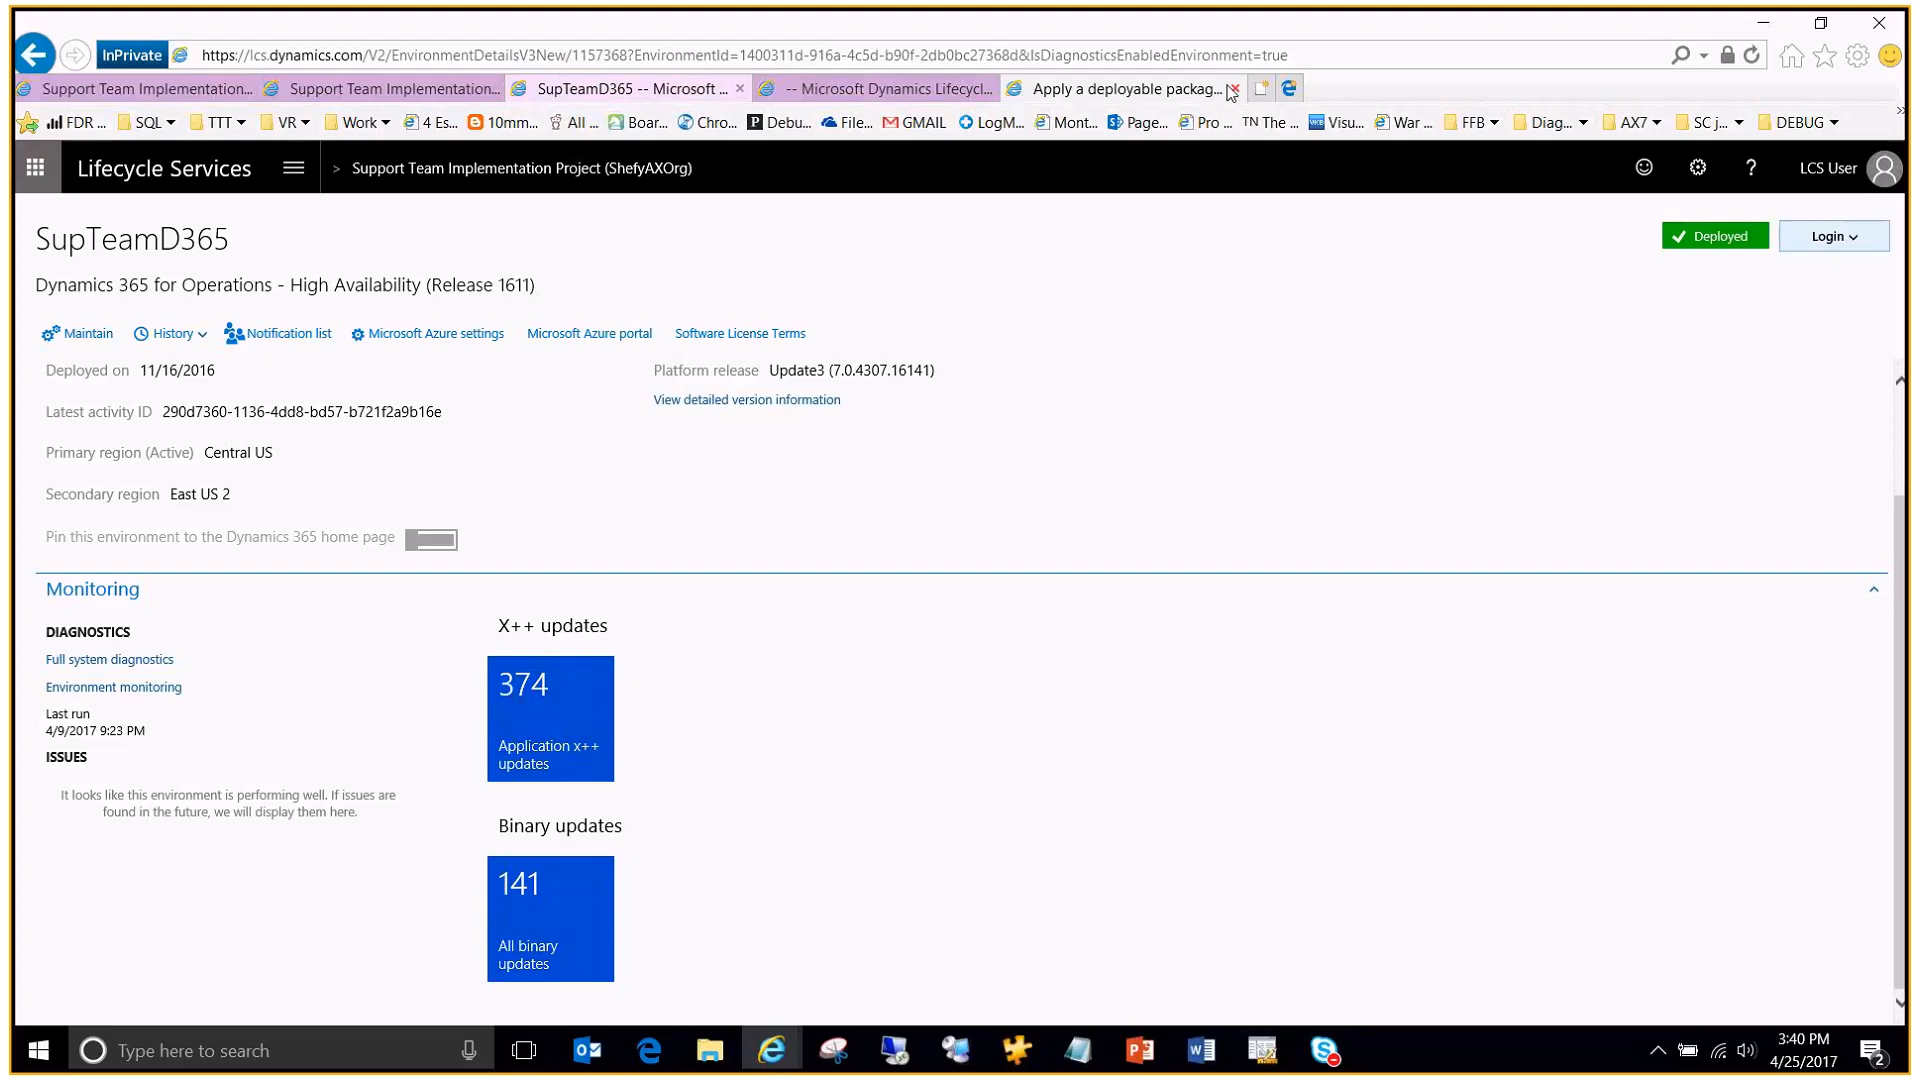 InPrivate https://lcs.dynamics.com/V2/EnvironmentDetailsV3New/1157368?EnvironmentId=1400311d-916a-4c5d-b90f-2db0bc27368d&IsDiagnosticsEnabledEnvironment=true
Support Team Implementation... Support Team Implementation... SupTeamD365 -- Microsoft ... -- Microsoft Dynamics Lifecycl... Apply a deployable packag...
FDR ... SQL TTT VR Work 4 Es... 10mm... All ... Boar... Chro... Debu... File... GMAIL LogM... Mont... Page... Pro ... TN The ... VKB Visu... War ... FFB Diag... AX7 SC j... DEBUG
Lifecycle Services > Support Team Implementation Project (ShefyAXOrg) ? LCS User
SupTeamD365
Deployed Login
Dynamics 365 for Operations - High Availability (Release 1611)
Maintain History Notification list Microsoft Azure settings Microsoft Azure portal Software License Terms
Deployed on 11/16/2016 Platform release Update3 (7.0.4307.16141)
View detailed version information
Latest activity ID 290d7360-1136-4dd8-bd57-b721f2a9b16e
Primary region (Active) Central US
Secondary region East US 2
Pin this environment to the Dynamics 365 home page
Monitoring
DIAGNOSTICS
Full system diagnostics
Environment monitoring
Last run
4/9/2017 9:23 PM
ISSUES
It looks like this environment is performing well. If issues are
found in the future, we will display them here.
X++ updates
374
Application x++
updates
Binary updates
141
All binary
updates
Type here to search
3:40 PM
4/25/2017
2